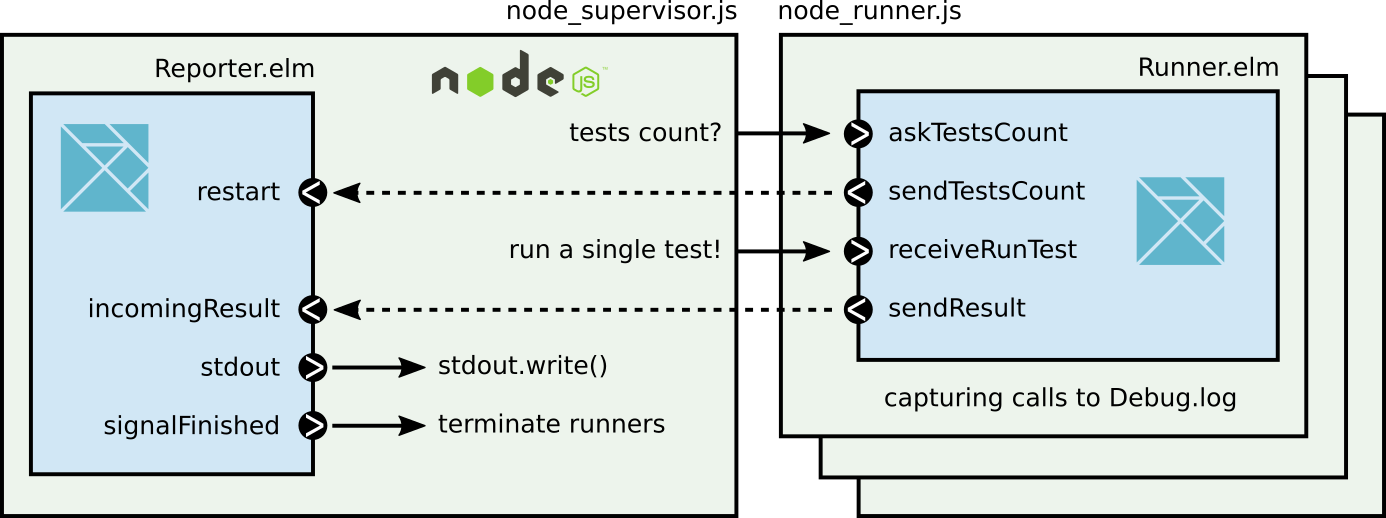 node_supervisor.js
node_runner.js
Reporter.elm
node
JS
™
Runner.elm
tests count?
askTestsCount
restart
sendTestsCount
run a single test!
receiveRunTest
incomingResult
sendResult
stdout
stdout.write()
capturing calls to Debug.log
signalFinished
terminate runners